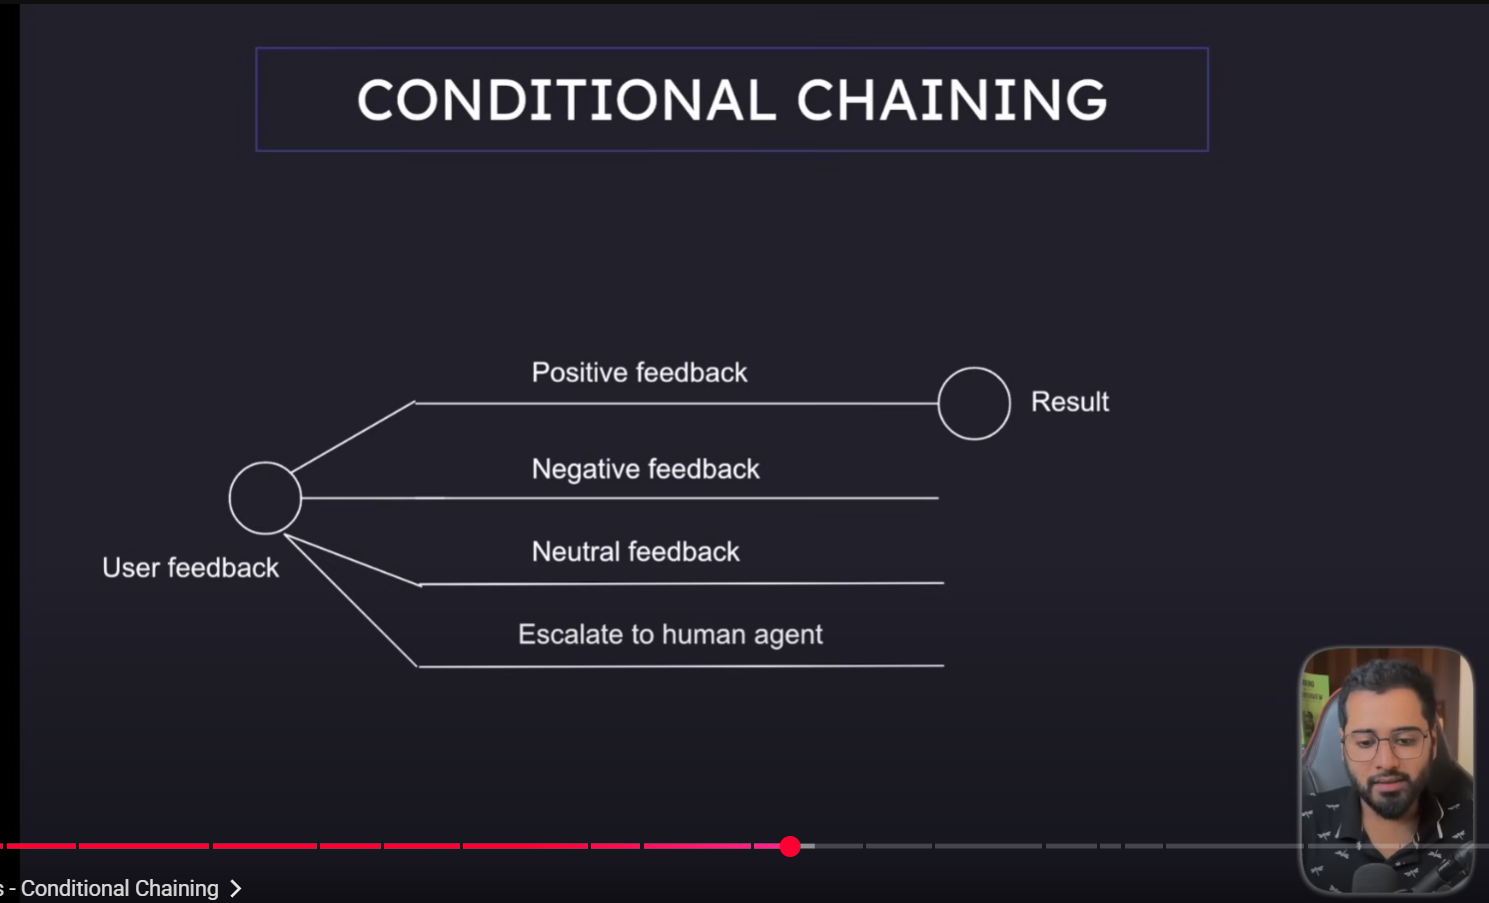 CONDITIONAL CHAINING
Positive feedback
Result
Negative feedback
Neutral feedback
User feedback
Escalate to human agent
s - Conditional Chaining >